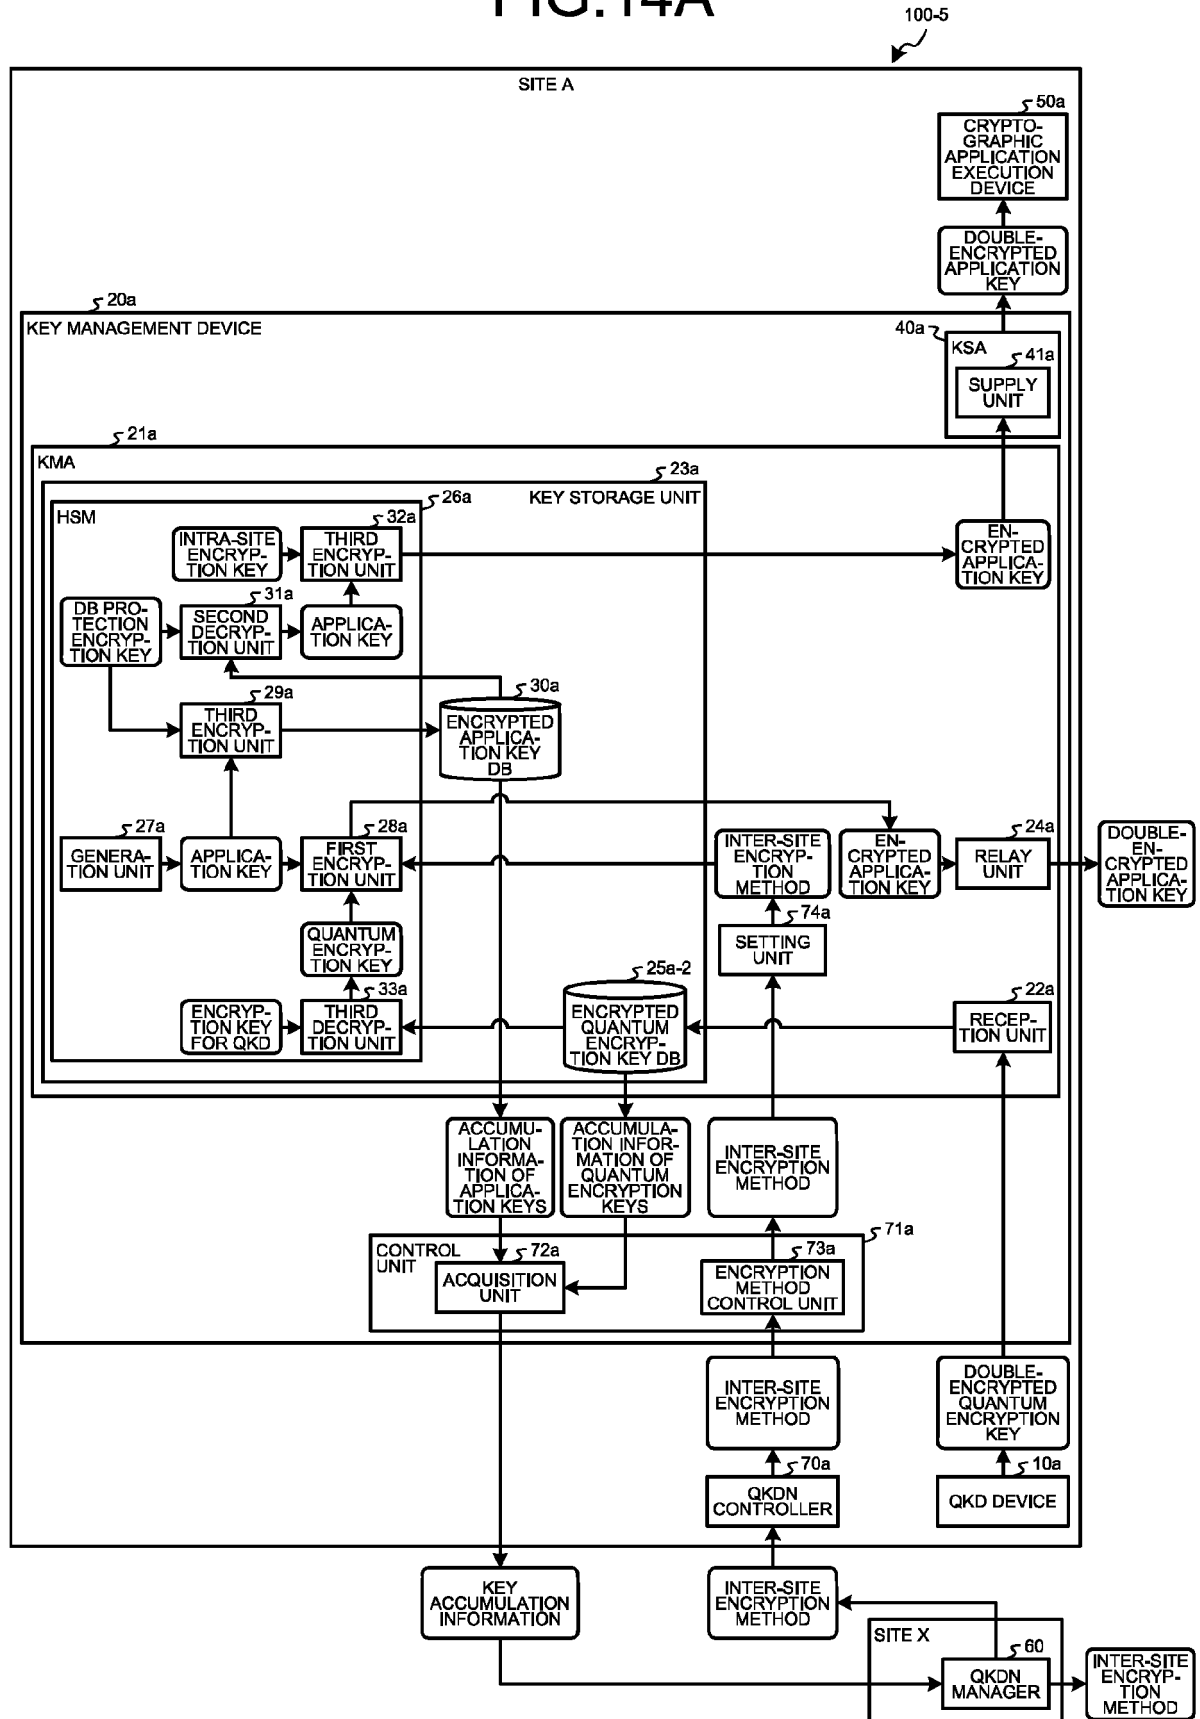 FIG.14A
100-5
SITE A
50a
CRYPTO-
GRAPHIC
APPLICATION
EXECUTION
DEVICE
DOUBLE-
ENCRYPTED
APPLICATION
KEY
20a
KEY MANAGEMENT DEVICE
40a
KSA
41a
SUPPLY
UNIT
21a
KMA
23a
KEY STORAGE UNIT
26a
HSM
32a
INTRA-SITE
ENCRYP-
TION KEY
THIRD
ENCRYP-
TION UNIT
EN-
CRYPTED
APPLICA-
TION KEY
31a
DB PRO-
TECTION
ENCRYP-
TION KEY
SECOND
DECRYP-
TION UNIT
APPLICA-
TION KEY
29a
THIRD
ENCRYP-
TION UNIT
30a
ENCRYPTED
APPLICA-
TION KEY
DB
27a
GENERA-
TION UNIT
APPLICA-
TION KEY
28a
FIRST
ENCRYP-
TION UNIT
INTER-SITE
ENCRYP-
TION
METHOD
EN-
CRYPTED
APPLICA-
TION KEY
24a
RELAY
UNIT
DOUBLE-
EN-
CRYPTED
APPLICA-
TION KEY
QUANTUM
ENCRYP-
TION KEY
74a
SETTING
UNIT
33a
ENCRYP-
TION KEY
FOR QKD
THIRD
DECRYP-
TION UNIT
25a-2
ENCRYPTED
QUANTUM
ENCRYP-
TION KEY DB
22a
RECEP-
TION UNIT
ACCUMU-
LATION
INFORMA-
TION OF
APPLICA-
TION KEYS
ACCUMULA-
TION INFOR-
MATION OF
QUANTUM
ENCRYPTION
KEYS
INTER-SITE
ENCRYPTION
METHOD
71a
CONTROL
UNIT
72a
ACQUISITION
UNIT
73a
ENCRYPTION
METHOD
CONTROL UNIT
INTER-SITE
ENCRYPTION
METHOD
DOUBLE-
ENCRYPTED
QUANTUM
ENCRYPTION
KEY
70a
QKDN
CONTROLLER
10a
QKD DEVICE
KEY
ACCUMULATION
INFORMATION
INTER-SITE
ENCRYPTION
METHOD
SITE X
60
QKDN
MANAGER
INTER-SITE
ENCRYP-
TION
METHOD